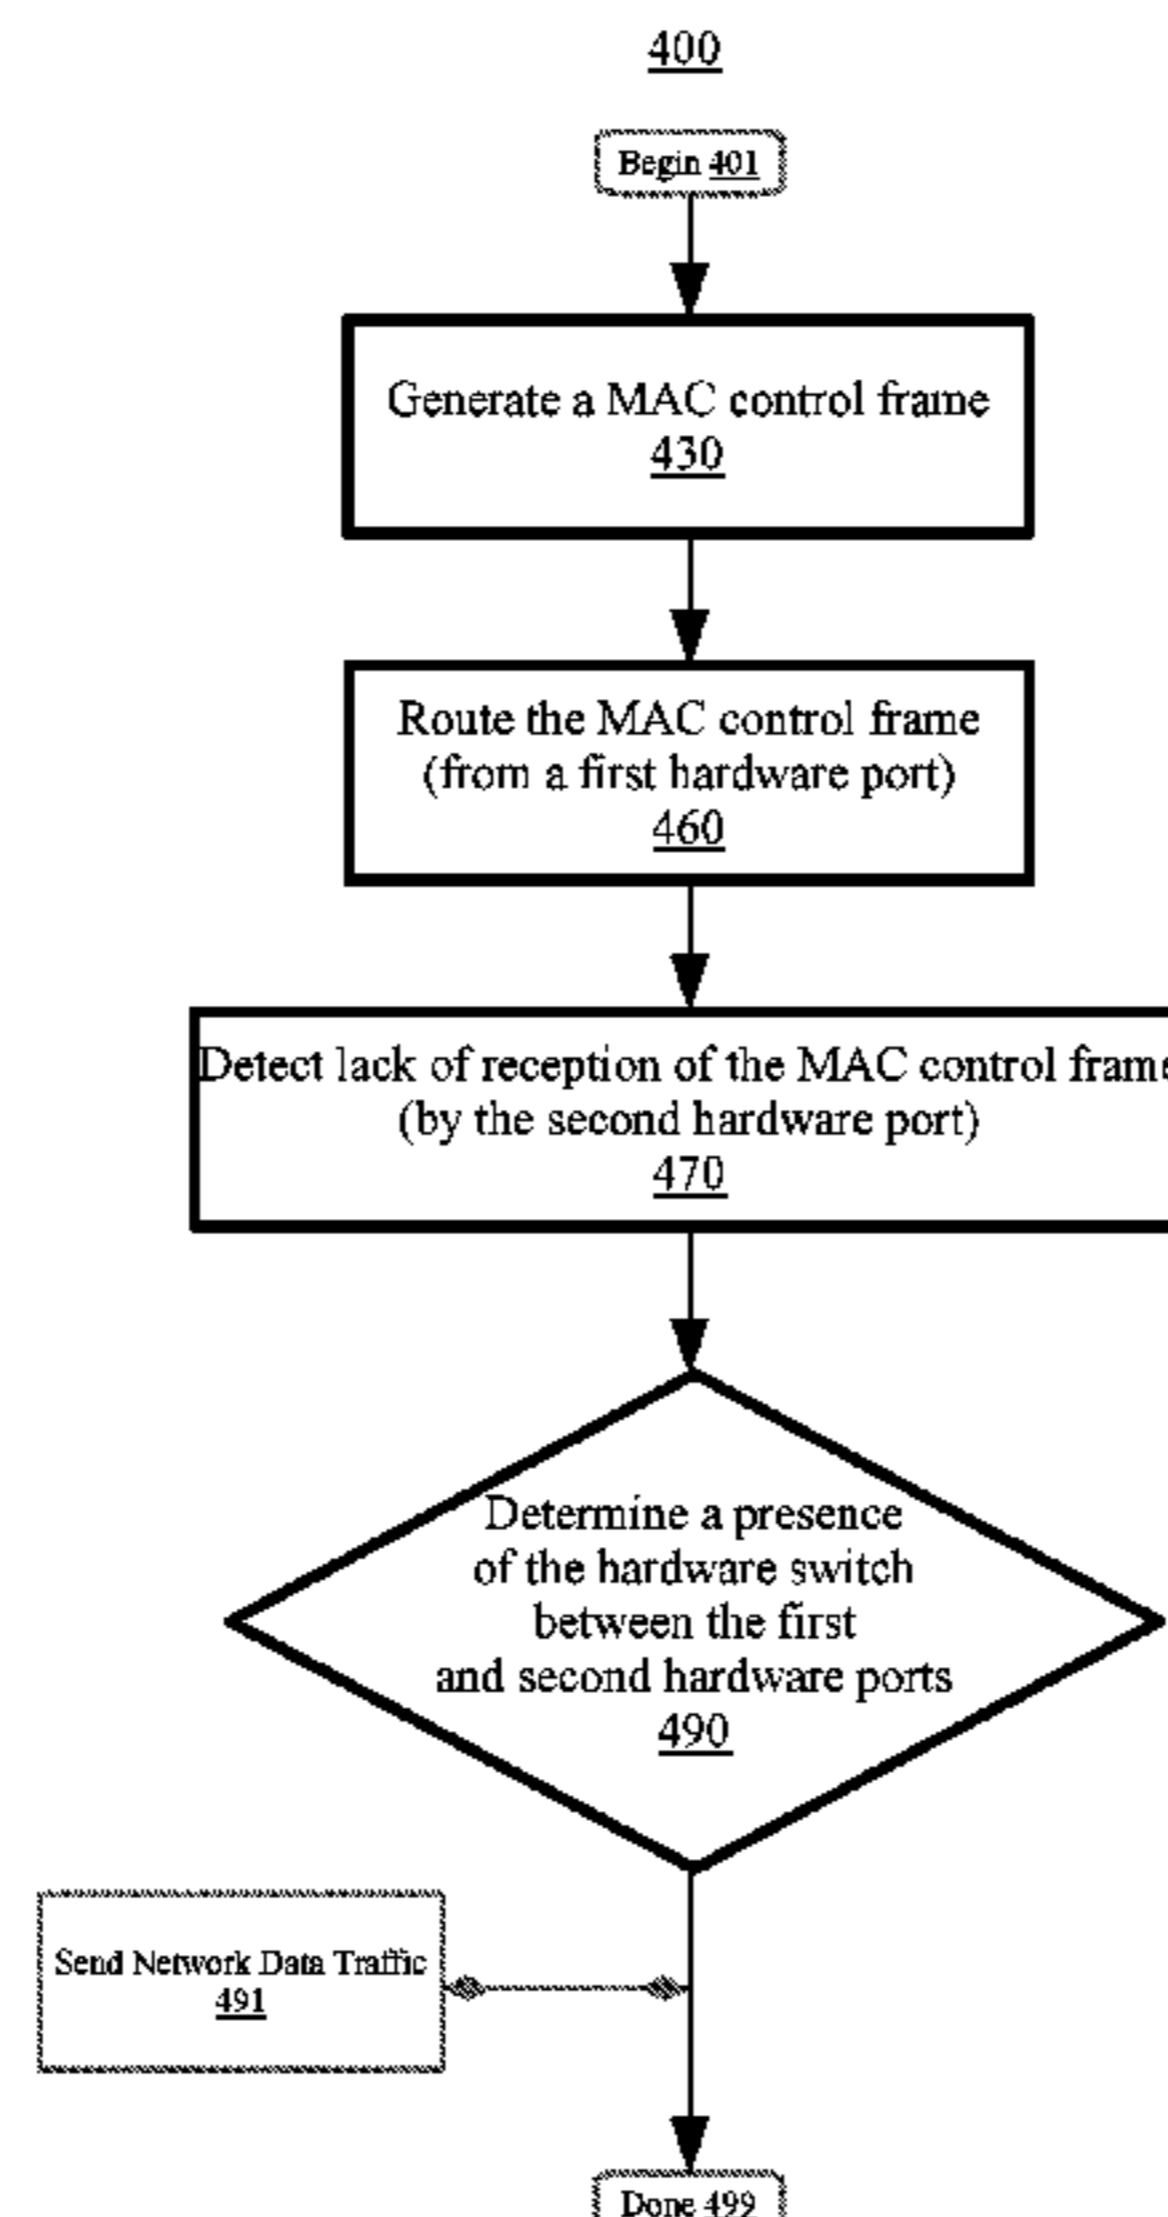 400
Begin 401
Generate a MAC control frame
430
Route the MAC control frame
(from a first hardware port)
460
Detect lack of reception of the MAC control frame
(by the second hardware port)
470
Determine a presence
of the hardware switch
between the first
and second hardware ports
490
Send Network Data Traffic
491
Done 499